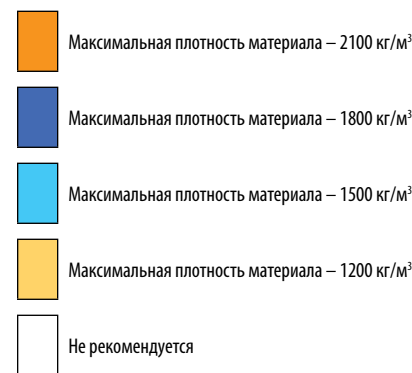 Максимальная плотность материала – 2100 кг/м³
Максимальная плотность материала – 1800 кг/м³
Максимальная плотность материала – 1500 кг/м³
Максимальная плотность материала – 1200 кг/м³
Не рекомендуется